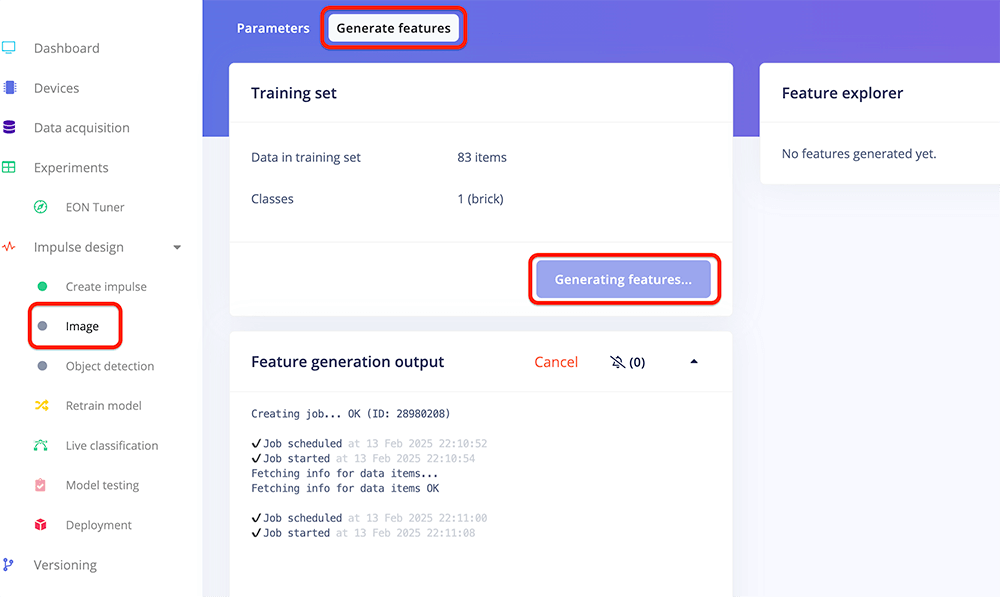 Dashboard
Devices
Data acquisition
Experiments
EON Tuner
Impulse design
Create impulse
Image
Object detection
Retrain model
Live classification
Model testing
Deployment
Versioning
Parameters Generate features
Training set
Data in training set 83 items
Classes 1 (brick)
Generating features...
Feature generation output Cancel (0)
Creating job... OK (ID: 28980208)
✔Job scheduled at 13 Feb 2025 22:10:52
✔Job started at 13 Feb 2025 22:10:54
Fetching info for data items...
Fetching info for data items OK
✔Job scheduled at 13 Feb 2025 22:11:00
✔Job started at 13 Feb 2025 22:11:08
Feature explorer
No features generated yet.